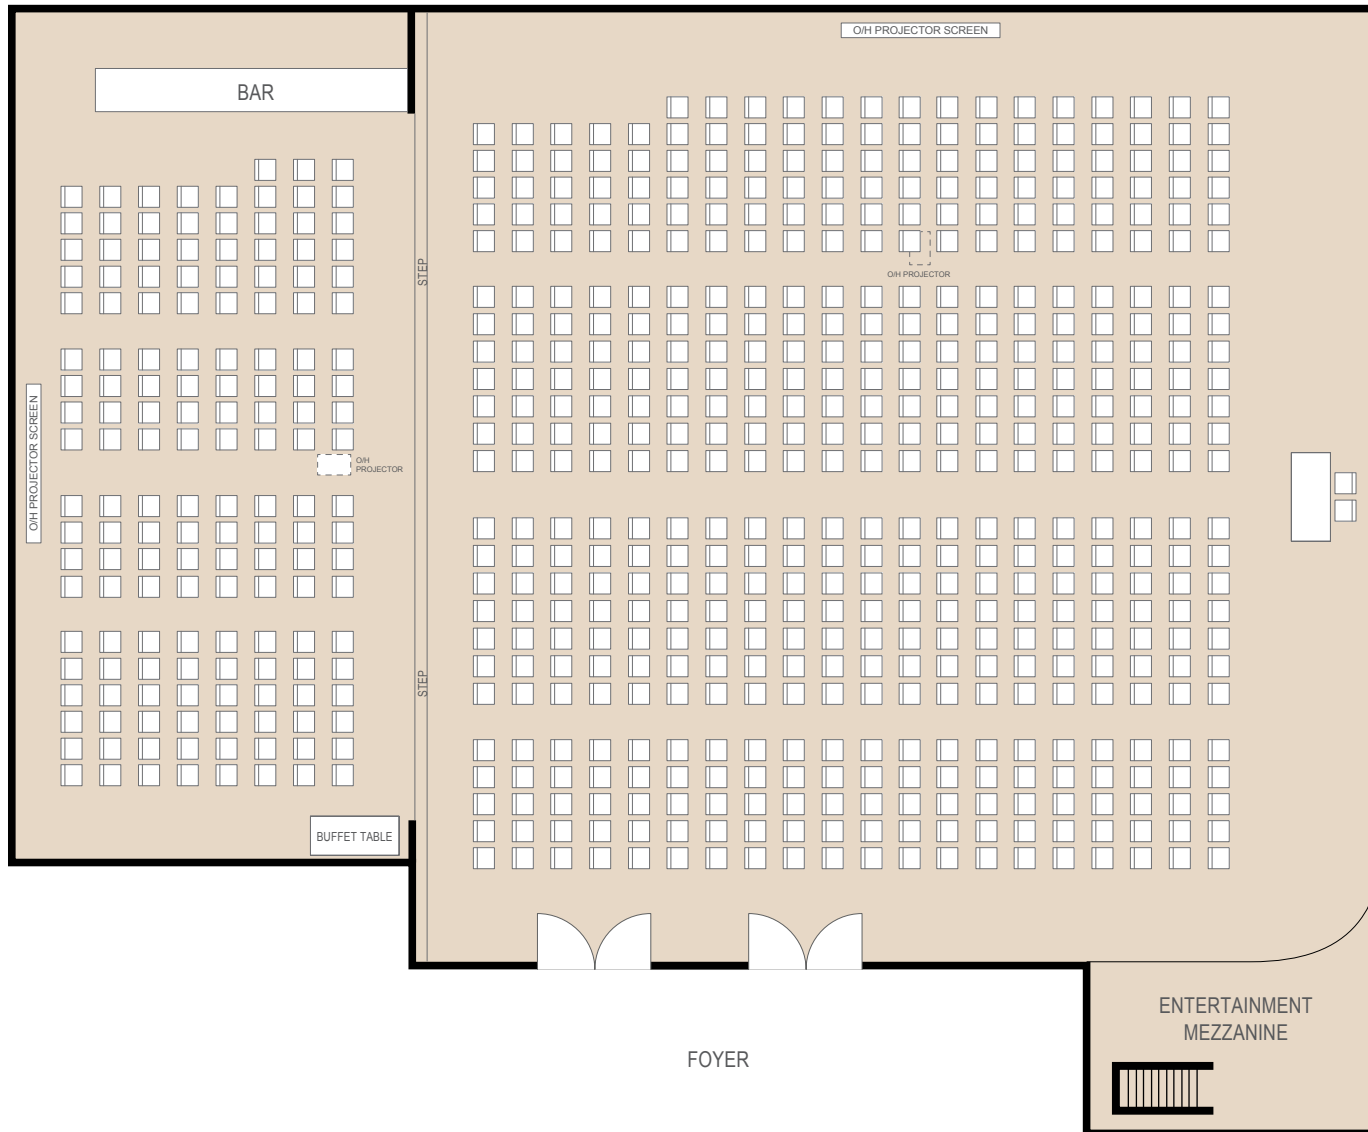 O/H PROJECTOR SCREEN
BAR
STEP
O/H PROJECTOR
O/H PROJECTOR SCREEN
O/H
PROJECTOR
STEP
BUFFET TABLE
ENTERTAINMENT
MEZZANINE
FOYER